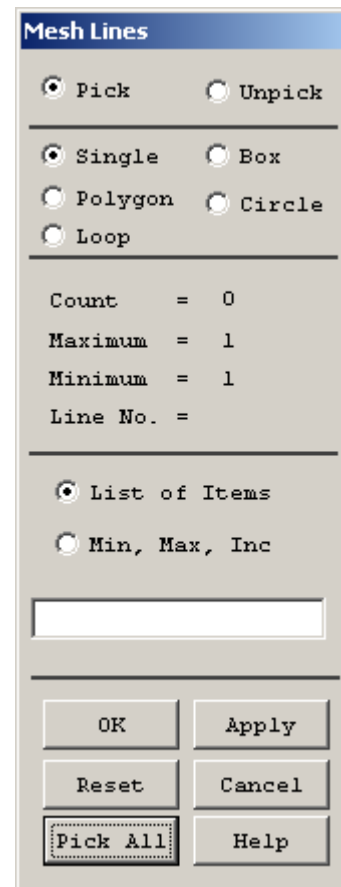 Mesh Lines
Pick Unpick
Single Box
Polygon Circle
Loop
Count = 0
Maximum = 1
Minimum = 1
Line No. =
List of Items
Min, Max, Inc
OK Apply
Reset Cancel
Pick All Help